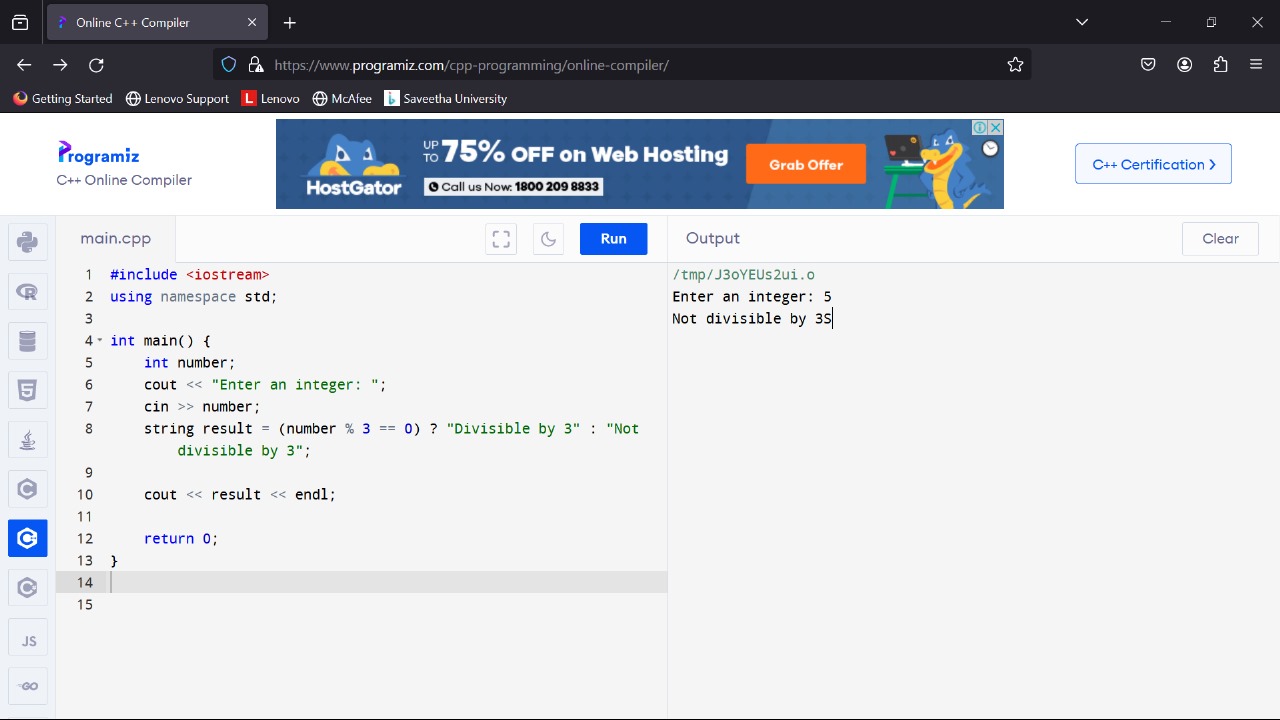 Online C++ Compiler
https://www.programiz.com/cpp-programming/online-compiler/
Getting Started
Lenovo Support
L
Lenovo
McAfee
Saveetha University
Programiz
C++ Online Compiler
HostGator
UP TO 75% OFF on Web Hosting
Call us Now: 1800 209 8833
Grab Offer
C++ Certification
main.cpp
Run
Output
Clear
1 #include <iostream>
2 using namespace std;
3
4 int main() {
5 int number;
6 cout << "Enter an integer: ";
7 cin >> number;
8 string result = (number % 3 == 0) ? "Divisible by 3" : "Not
divisible by 3";
9
10 cout << result << endl;
11
12 return 0;
13 }
14
15
/tmp/J3oYEUs2ui.o
Enter an integer: 5
Not divisible by 3S
JS
GO